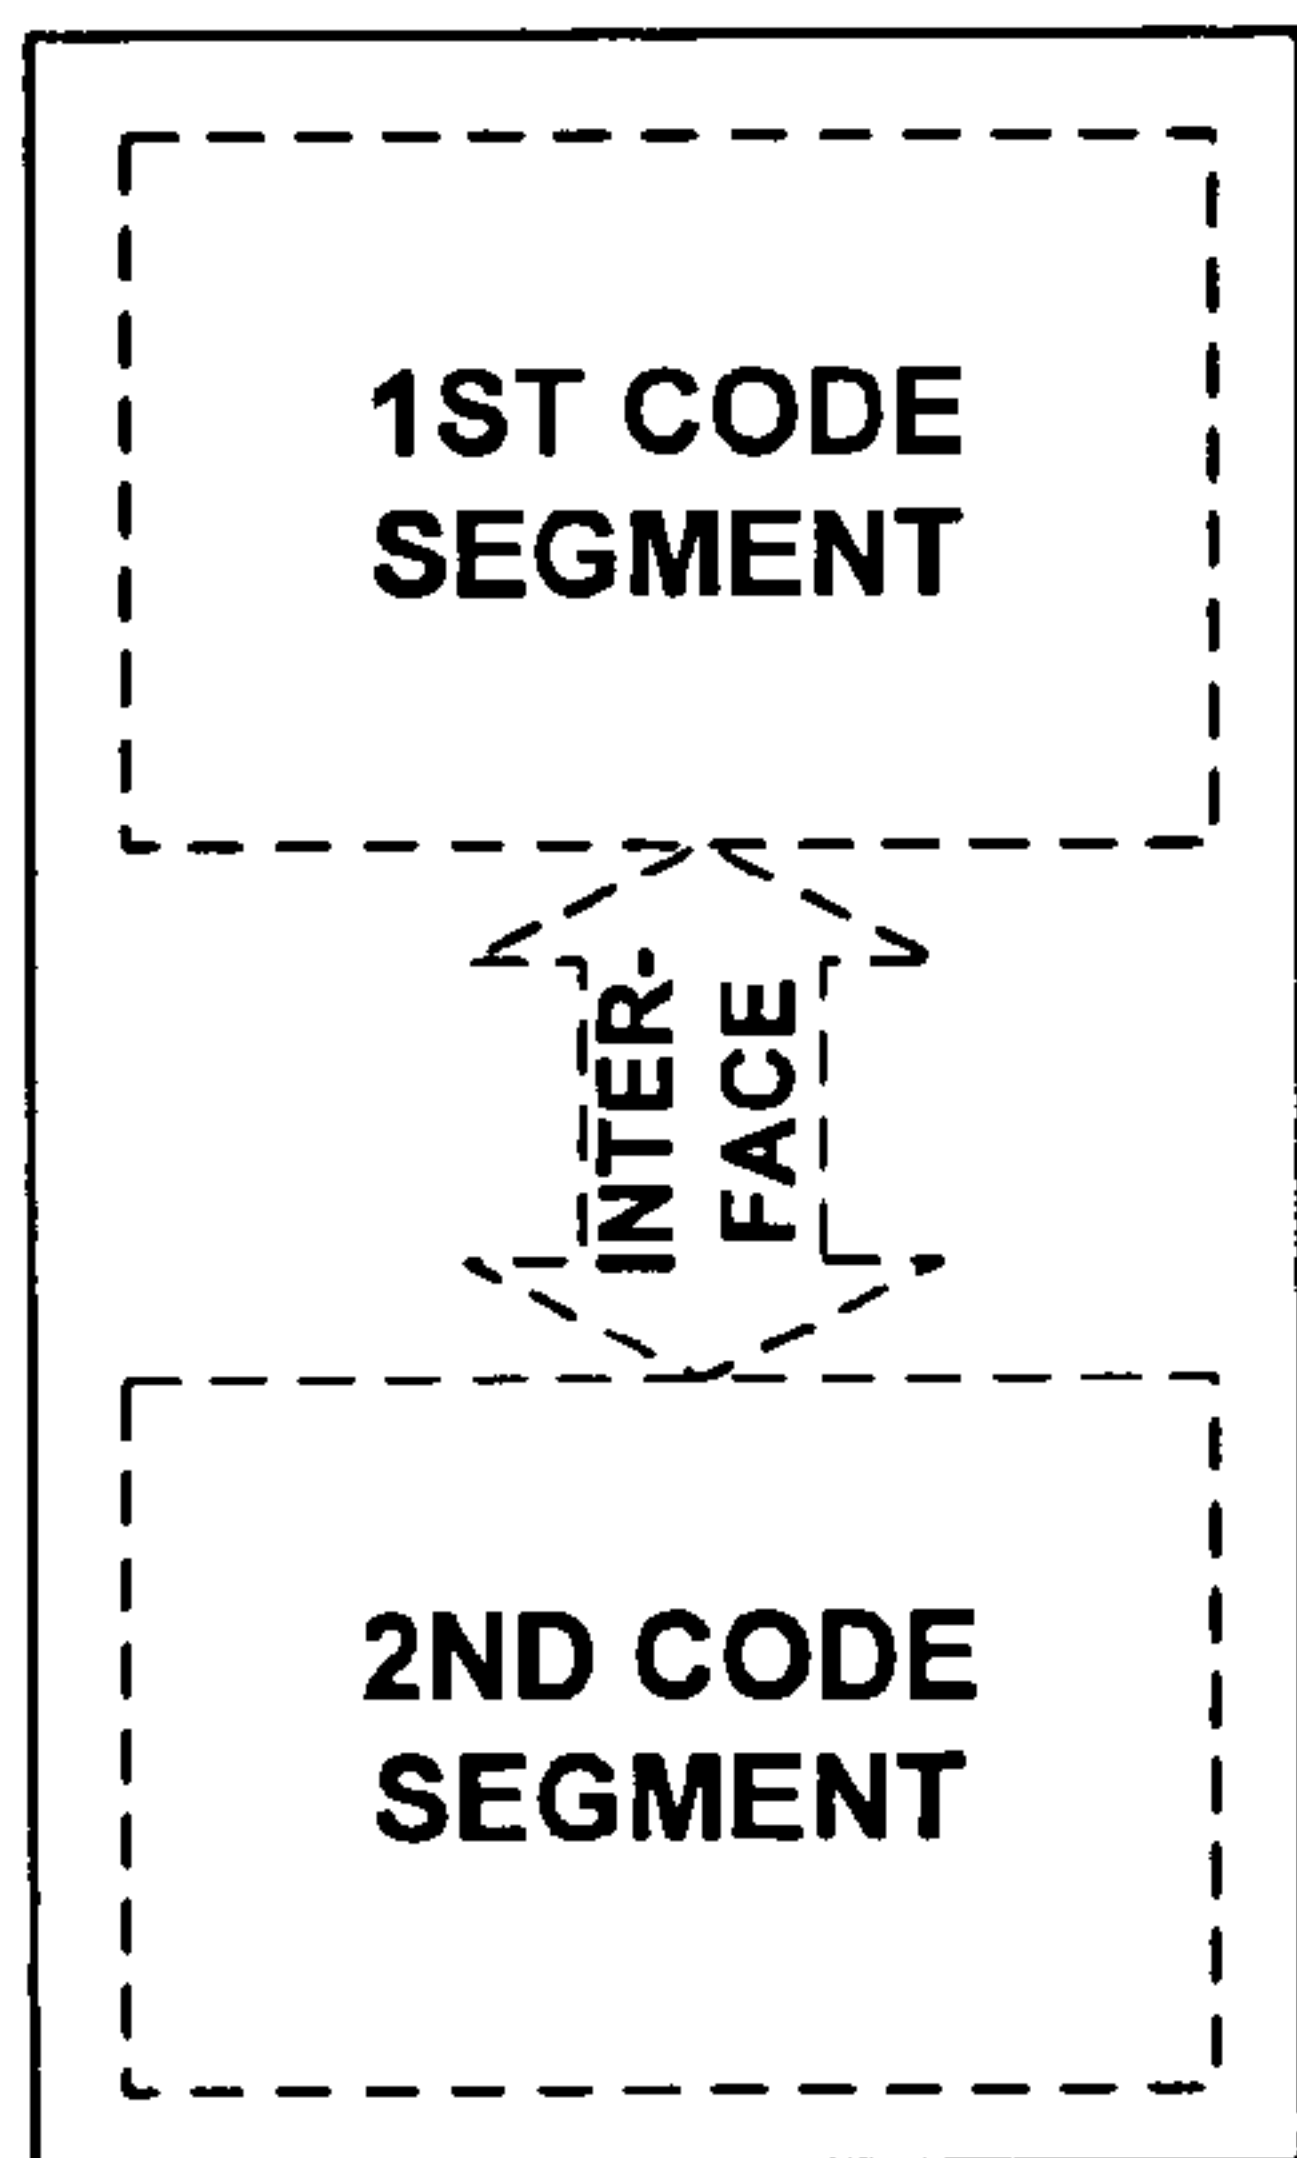 1ST CODE
SEGMENT
INTER-
FACE
2ND CODE
SEGMENT